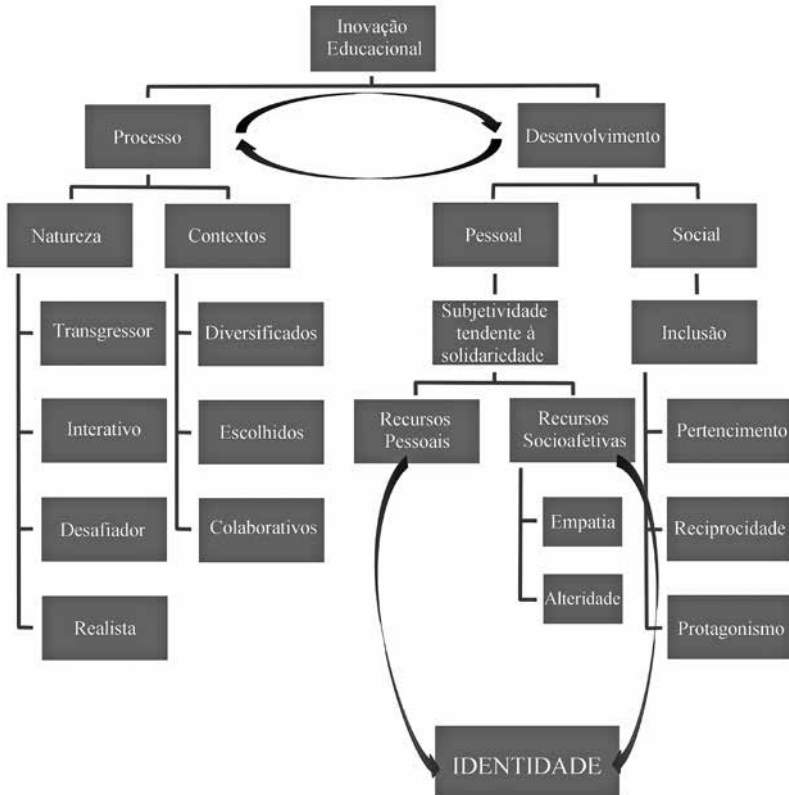 Inovação
Educacional
Processo
Desenvolvimento
Natureza
Contextos
Pessoal
Social
Transgressor
Diversificados
Subjetividade
tendente à
solidariedade
Inclusão
Interativo
Escolhidos
Recursos
Pessoais
Recursos
Socioafetivas
Pertencimento
Desafiador
Colaborativos
Empatia
Reciprocidade
Realista
Alteridade
Protagonismo
IDENTIDADE